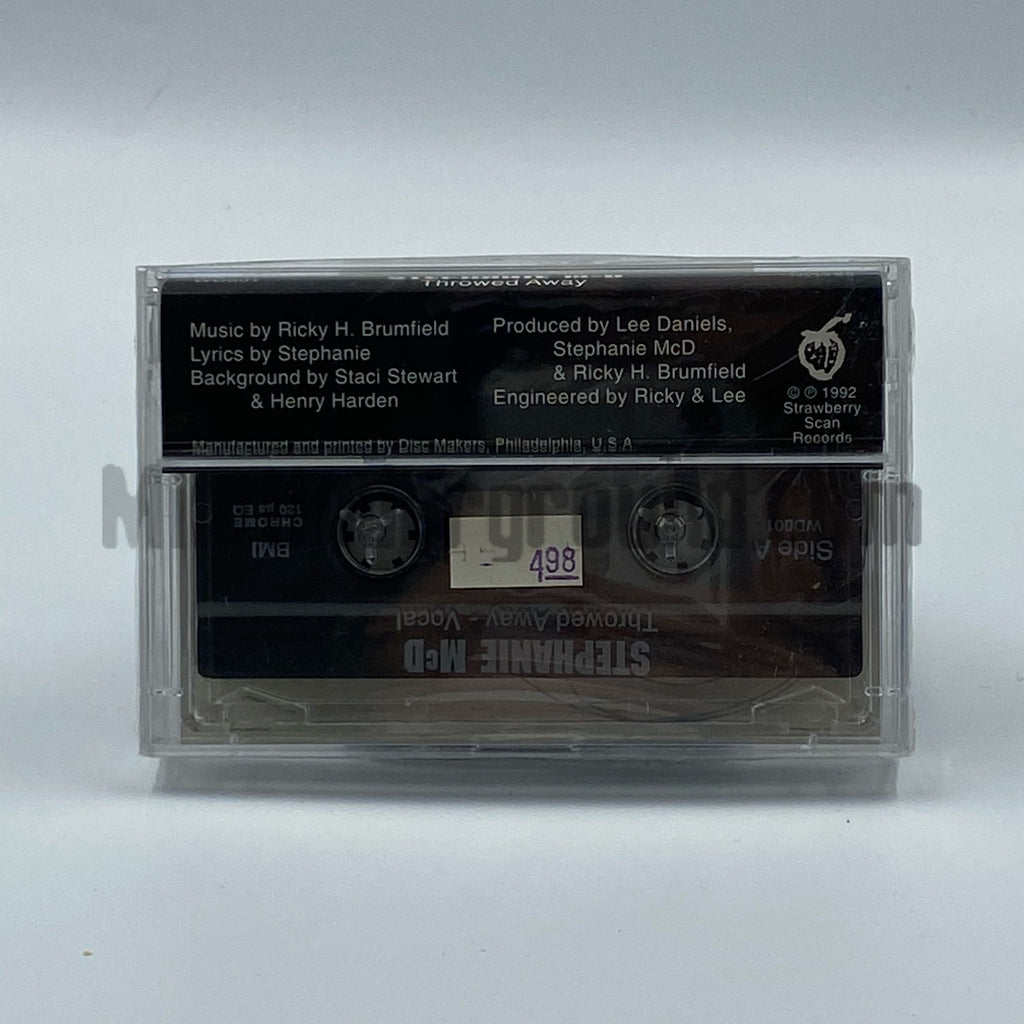 STEPHANIE McD
Throwed Away
Music by Ricky H. Brumfield
Lyrics by Stephanie
Background by Staci Stewart
& Henry Harden
Produced by Lee Daniels,
Stephanie McD
& Ricky H. Brumfield
Engineered by Ricky & Lee
© ℗ 1992
Strawberry
Scan
Records
Manufactured and printed by Disc Makers, Philadelphia, U.S.A.
498
STEPHANIE McD
Throwed Away - Vocal
Side A
WD001
BMI
CHROME
120 µs EQ